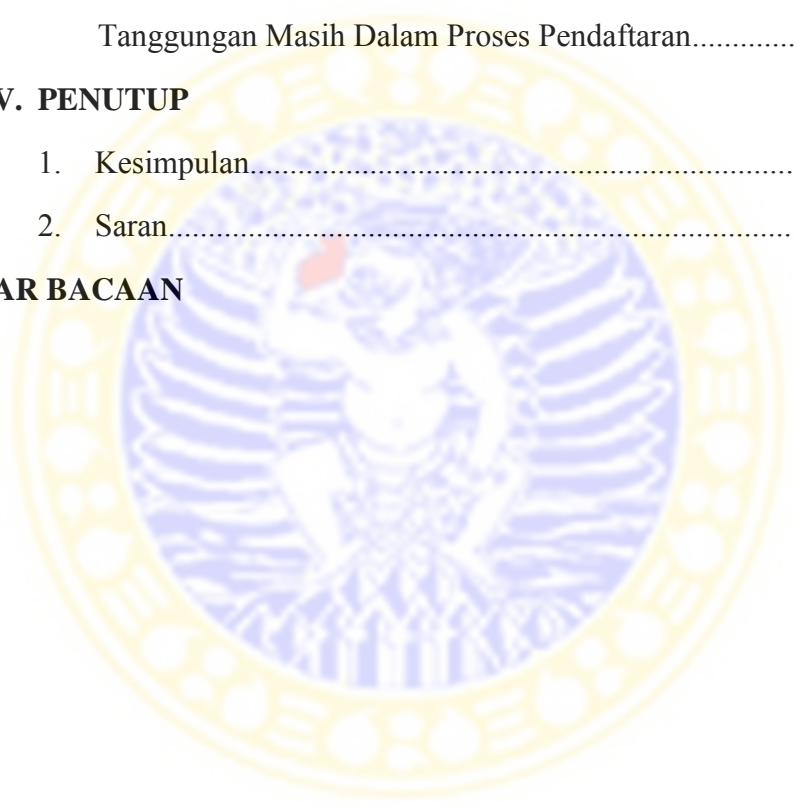 Tanggungan Masih Dalam Proses Pendaftaran.............
V. PENUTUP
1. Kesimpulan....................................................................
2. Saran..............................................................................
AR BACAAN